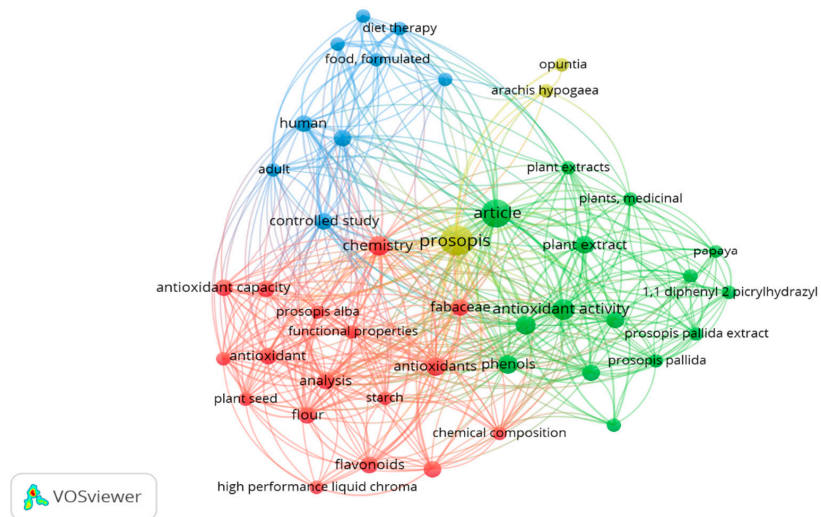 diet therapy
food, formulated
opuntia
arachis hypogaea
human
adult
plant extracts
plants, medicinal
article
controlled study
chemistry
prosopis
plant extract
papaya
antioxidant capacity
1,1 diphenyl 2 picrylhydrazyl
prosopis alba
fabaceae
antioxidant activity
functional properties
prosopis pallida extract
antioxidant
antioxidants
phenols
prosopis pallida
analysis
plant seed
starch
flour
chemical composition
flavonoids
high performance liquid chroma
VOSviewer